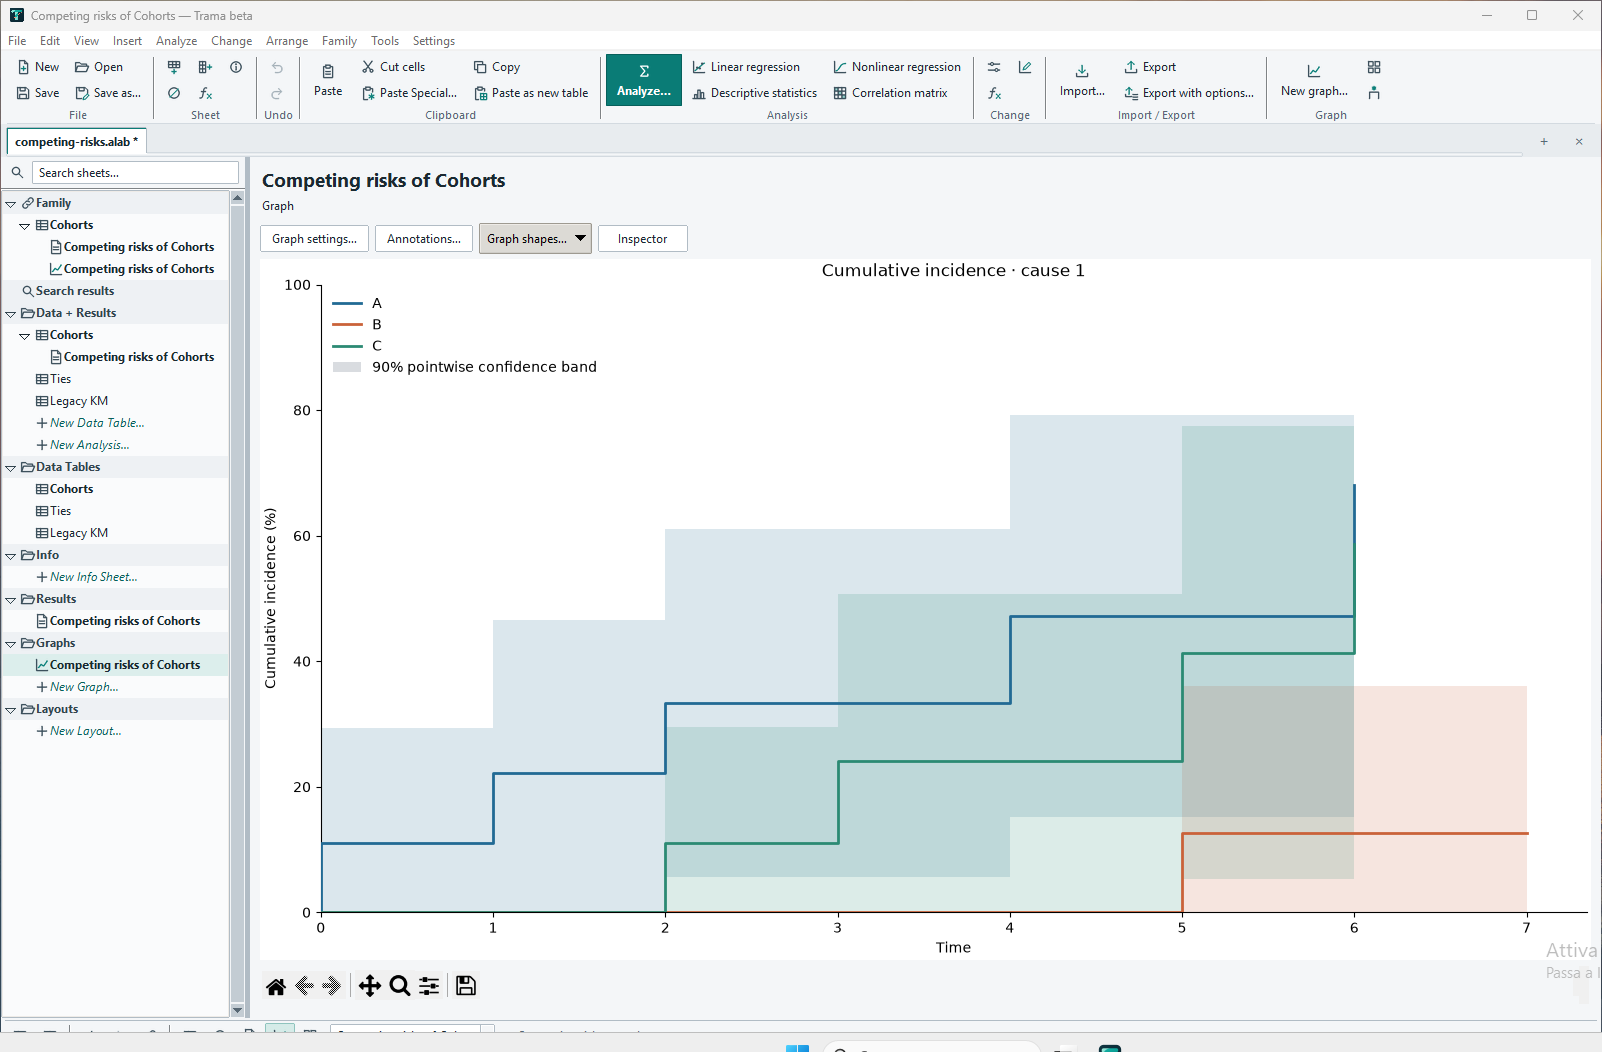 Competing risks of Cohorts — Trama beta
File Edit View Insert Analyze Change Arrange Family Tools Settings
New Open
Save Save as...
File
Sheet
Undo
Paste
Cut cells Copy
Paste Special... Paste as new table
Clipboard
Σ
Analyze...
Linear regression Nonlinear regression
Descriptive statistics Correlation matrix
Analysis
Change
Import...
Export
Export with options...
Import / Export
New graph...
Graph
competing-risks.alab *
Search sheets...
Family
Cohorts
Competing risks of Cohorts
Competing risks of Cohorts
Search results
Data + Results
Cohorts
Competing risks of Cohorts
Ties
Legacy KM
New Data Table...
New Analysis...
Data Tables
Cohorts
Ties
Legacy KM
Info
New Info Sheet...
Results
Competing risks of Cohorts
Graphs
Competing risks of Cohorts
New Graph...
Layouts
New Layout...
Competing risks of Cohorts
Graph
Graph settings... Annotations... Graph shapes... Inspector
Cumulative incidence · cause 1
A
B
C
90% pointwise confidence band
100
80
60
40
20
0
Cumulative incidence (%)
0 1 2 3 4 5 6 7
Time
Attiva
Passa a